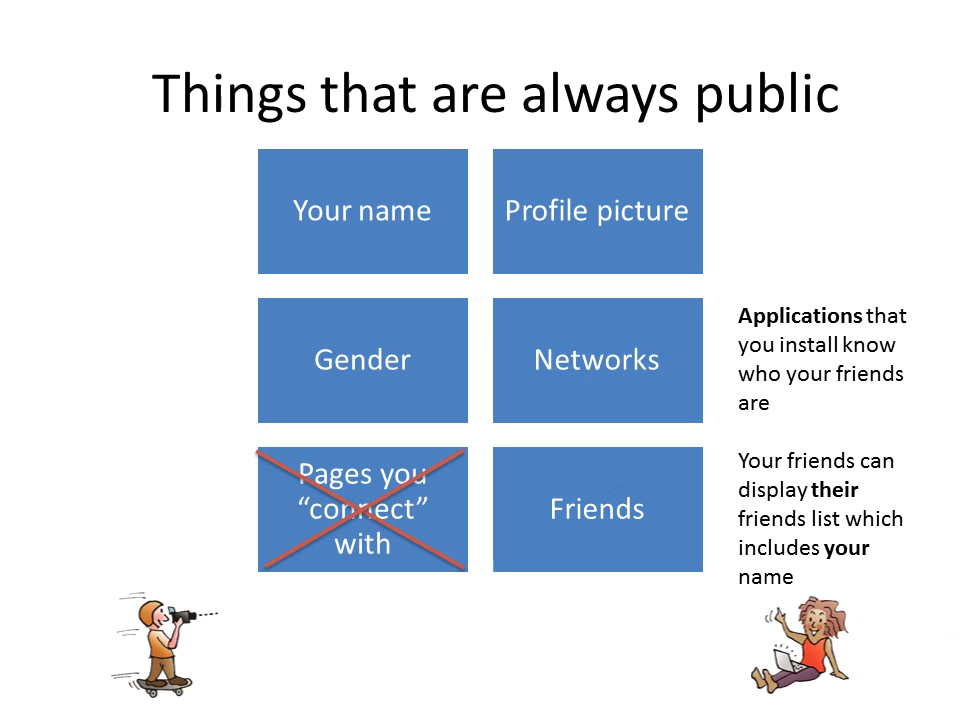 Things that are always public
Your name
Profile picture
Gender
Networks
Applications that
you install know
who your friends
are
Pages you
“connect”
with
Friends
Your friends can
display their
friends list which
includes your
name